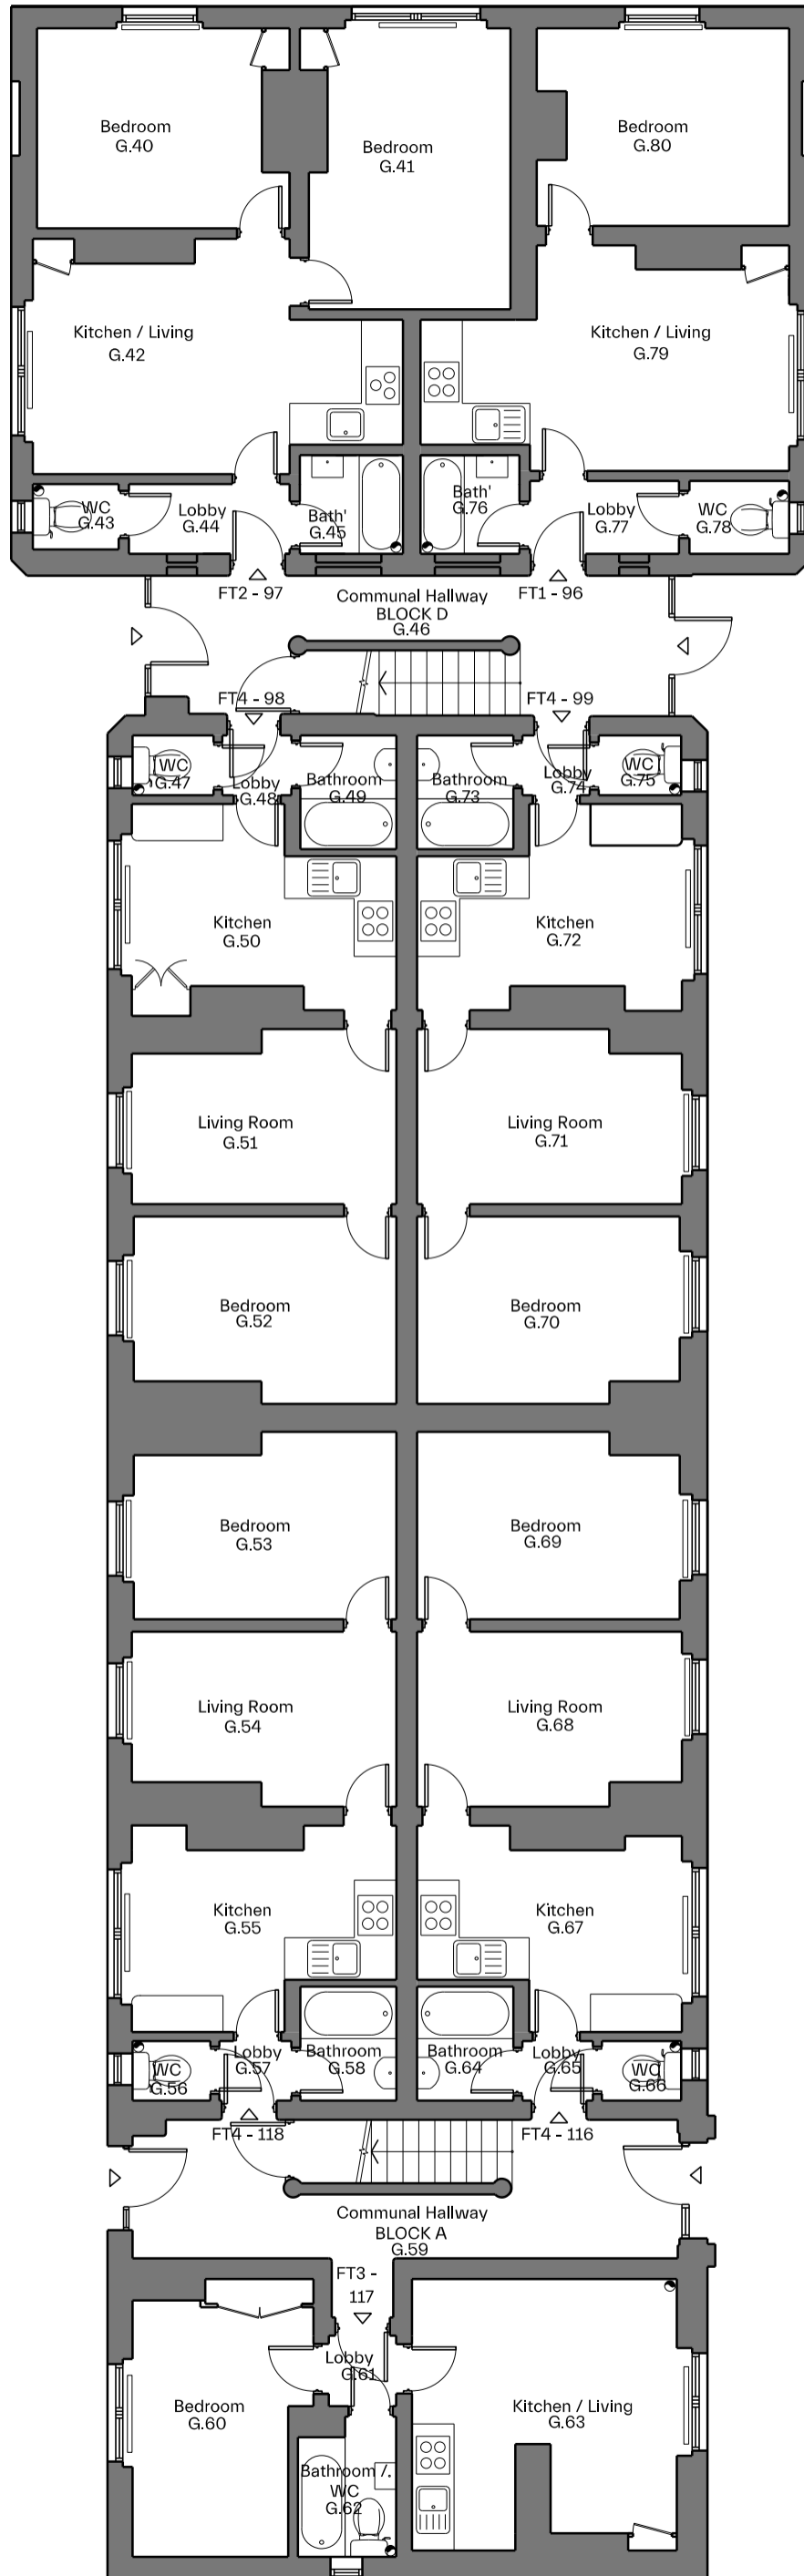 Bedroom
G.40
Bedroom
G.41
Bedroom
G.80
Kitchen / Living
G.42
Kitchen / Living
G.79
WC
G.43
Lobby
G.44
Bath'
G.45
Bath'
G.76
Lobby
G.77
WC
G.78
FT2 - 97
Communal Hallway
BLOCK D
G.46
FT1 - 96
FT4 - 98
FT4 - 99
WC
G.47
Lobby
G.48
Bathroom
G.49
Bathroom
G.73
Lobby
G.74
WC
G.75
Kitchen
G.50
Kitchen
G.72
Living Room
G.51
Living Room
G.71
Bedroom
G.52
Bedroom
G.70
Bedroom
G.53
Bedroom
G.69
Living Room
G.54
Living Room
G.68
Kitchen
G.55
Kitchen
G.67
WC
G.56
Lobby
G.57
Bathroom
G.58
Bathroom
G.64
Lobby
G.65
WC
G.66
FT4 - 118
FT4 - 116
Communal Hallway
BLOCK A
G.59
FT3 -
117
Lobby
G.61
Bedroom
G.60
Kitchen / Living
G.63
Bathroom /.
WC
G.62